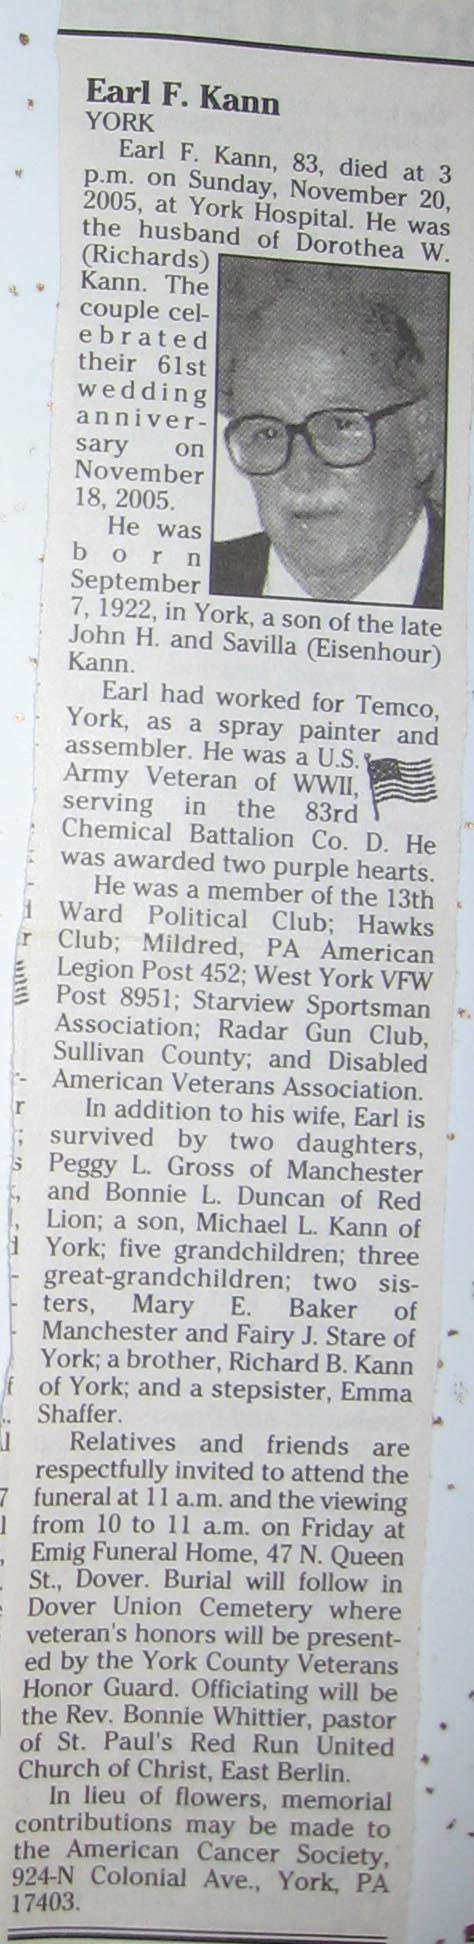 Earl F. Kann
YORK
Earl F. Kann, 83, died at 3
p.m. on Sunday, November 20,
2005, at York Hospital. He was
the husband of Dorothea W.
(Richards)
Kann. The
couple cel-
ebrated
their 61st
wedding
anniver-
sary on
November
18, 2005.
He was
born
September
7, 1922, in York, a son of the late
John H. and Savilla (Eisenhour)
Kann.
Earl had worked for Temco,
York, as a spray painter and
assembler. He was a U.S.
Army Veteran of WWII,
serving in the 83rd
Chemical Battalion Co. D. He
was awarded two purple hearts.
He was a member of the 13th
Ward Political Club; Hawks
Club; Mildred, PA American
Legion Post 452; West York VFW
Post 8951; Starview Sportsman
Association; Radar Gun Club,
Sullivan County; and Disabled
American Veterans Association.
In addition to his wife, Earl is
survived by two daughters,
Peggy L. Gross of Manchester
and Bonnie L. Duncan of Red
Lion; a son, Michael L. Kann of
York; five grandchildren; three
great-grandchildren; two sis-
ters, Mary E. Baker of
Manchester and Fairy J. Stare of
York; a brother, Richard B. Kann
of York; and a stepsister, Emma
Shaffer.
Relatives and friends are
respectfully invited to attend the
funeral at 11 a.m. and the viewing
from 10 to 11 a.m. on Friday at
Emig Funeral Home, 47 N. Queen
St., Dover. Burial will follow in
Dover Union Cemetery where
veteran's honors will be present-
ed by the York County Veterans
Honor Guard. Officiating will be
the Rev. Bonnie Whittier, pastor
of St. Paul's Red Run United
Church of Christ, East Berlin.
In lieu of flowers, memorial
contributions may be made to
the American Cancer Society,
924-N Colonial Ave., York, PA
17403.